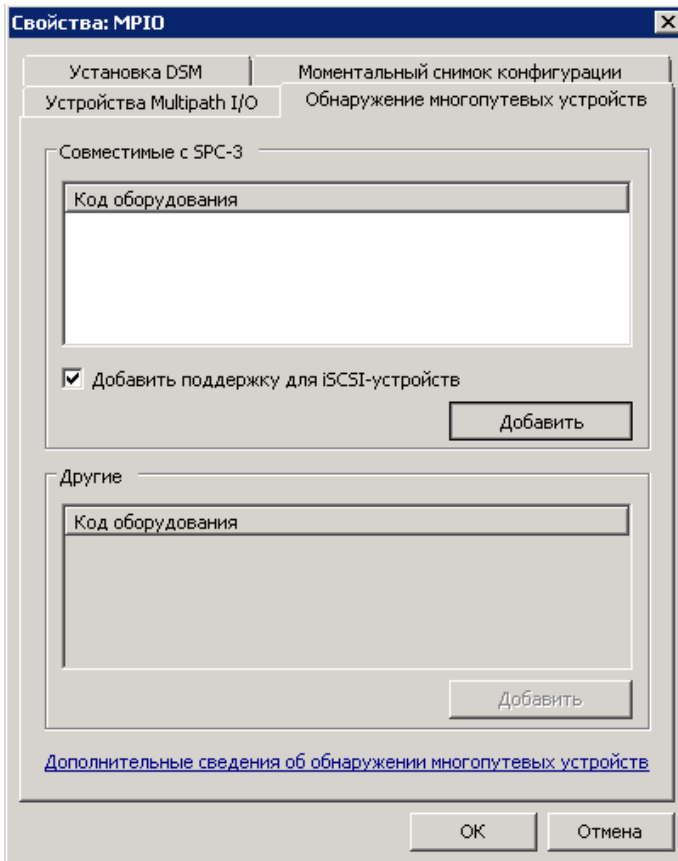 Свойства: MPIO
Установка DSM
Моментальный снимок конфигурации
Устройства Multipath I/O
Обнаружение многопутевых устройств
Совместимые с SPC-3
Код оборудования
Добавить поддержку для iSCSI-устройств
Добавить
Другие
Код оборудования
Добавить
Дополнительные сведения об обнаружении многопутевых устройств
ОК
Отмена